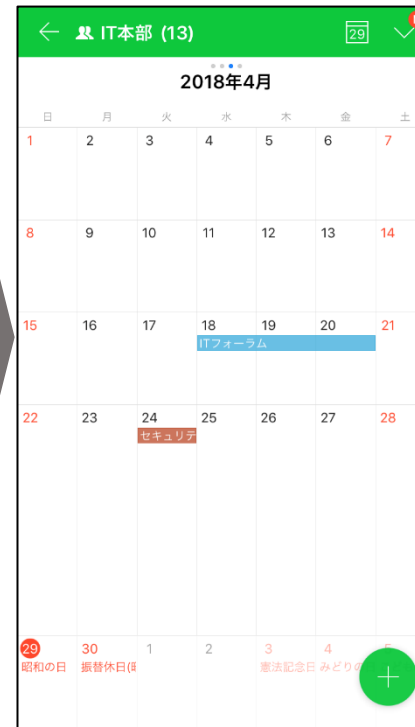 IT本部 (13)
29
2018年4月
日 月 火 水 木 金 土
1 2 3 4 5 6 7
8 9 10 11 12 13 14
15 16 17 18 19 20 21
ITフォーラム
22 23 24 25 26 27 28
セキュリテ
29 30 1 2 3 4
昭和の日 振替休日( 憲法記念日 みどりの